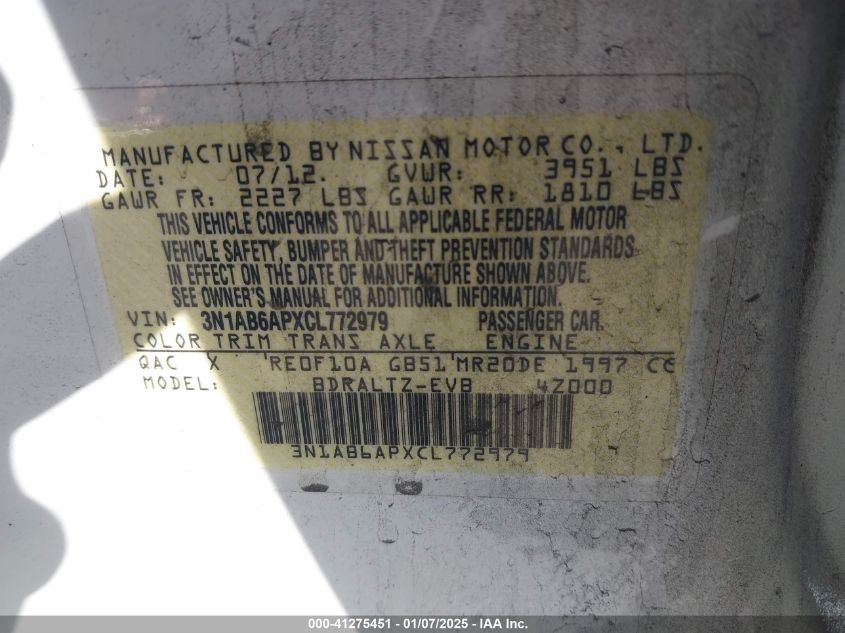 MANUFACTURED BY NISSAN MOTOR CO., LTD.
DATE: 07/12. GVWR: 3951 LBS
GAWR FR: 2227 LBS GAWR RR: 1810 LBS
THIS VEHICLE CONFORMS TO ALL APPLICABLE FEDERAL MOTOR
VEHICLE SAFETY, BUMPER AND THEFT PREVENTION STANDARDS
IN EFFECT ON THE DATE OF MANUFACTURE SHOWN ABOVE.
SEE OWNER'S MANUAL FOR ADDITIONAL INFORMATION.
VIN: 3N1AB6APXCL772979 PASSENGER CAR.
COLOR TRIM TRANS AXLE ENGINE
QAC X RE0F10A GB51 MR20DE 1997 CC
MODEL: BDRALTZ-EVB 4Z000
3N1AB6APXCL772979
000-41275451 - 01/07/2025 - IAA Inc.